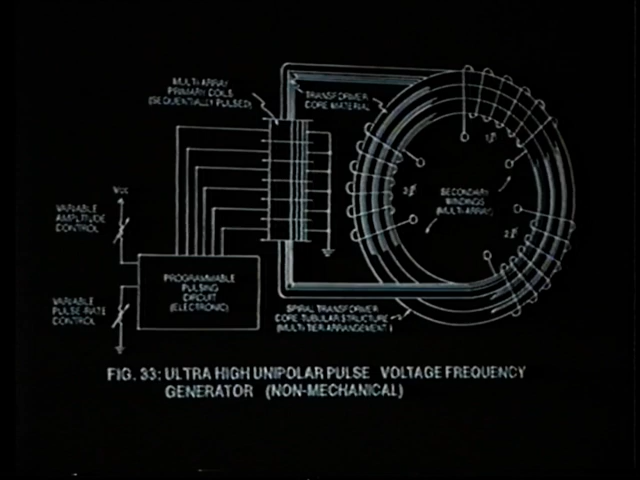 MULTI-ARRAY
PRIMARY COILS
(SEQUENTIALLY PULSED)
TRANSFORMER
CORE MATERIAL
Vcc
VARIABLE
AMPLITUDE
CONTROL
SECONDARY
WINDINGS
(MULTI-ARRAY)
PROGRAMMABLE
PULSING
CIRCUIT
(ELECTRONIC)
VARIABLE
PULSE-RATE
CONTROL
SPIRAL TRANSFORMER
CORE TUBULAR STRUCTURE
(MULTI TIER ARRANGEMENT)
FIG. 33: ULTRA HIGH UNIPOLAR PULSE VOLTAGE FREQUENCY
GENERATOR (NON-MECHANICAL)